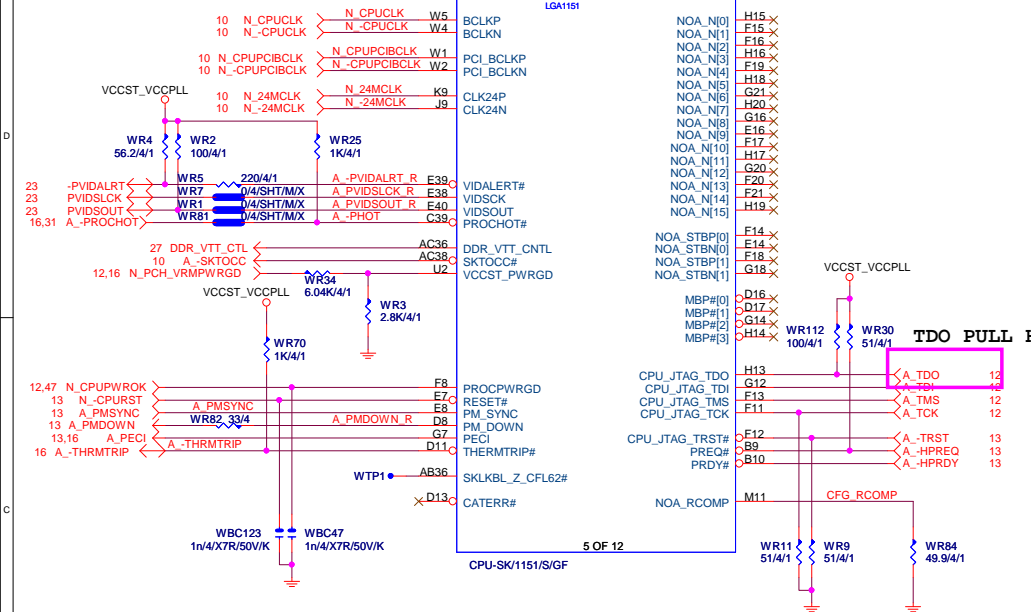 LGA1151
10 N_CPUCLK N_CPUCLK W5 BCLKP NOA_N[0] H15
10 N_-CPUCLK N_-CPUCLK W4 BCLKN NOA_N[1] F15
NOA_N[2] F16
10 N_CPUPCIBCLK N_CPUPCIBCLK W1 PCI_BCLKP NOA_N[3] H16
10 N_-CPUPCIBCLK N_-CPUPCIBCLK W2 PCI_BCLKN NOA_N[4] F19
NOA_N[5] H18
VCCST_VCCPLL
10 N_24MCLK N_24MCLK K9 CLK24P NOA_N[6] G21
10 N_-24MCLK N_-24MCLK J9 CLK24N NOA_N[7] H20
NOA_N[8] G16
D
WR4 WR2 WR25 NOA_N[9] E16
56.2/4/1 100/4/1 1K/4/1 NOA_N[10] F17
NOA_N[11] H17
NOA_N[12] G20
23 -PVIDALRT WR5 220/4/1 A_-PVIDALRT_R E39 VIDALERT# NOA_N[13] F20
23 PVIDSLCK WR7 0/4/SHT/M/X A_PVIDSLCK_R E38 VIDSCK NOA_N[14] F21
23 PVIDSOUT WR1 0/4/SHT/M/X A_PVIDSOUT_R E40 VIDSOUT NOA_N[15] H19
16,31 A_-PROCHOT WR81 0/4/SHT/M/X A_-PHOT C39 PROCHOT#
NOA_STBP[0] F14
27 DDR_VTT_CTL AC36 DDR_VTT_CNTL NOA_STBN[0] E14
10 A_-SKTOCC AC38 SKTOCC# NOA_STBP[1] F18
12,16 N_PCH_VRMPWRGD WR34 6.04K/4/1 U2 VCCST_PWRGD NOA_STBN[1] G18
VCCST_VCCPLL VCCST_VCCPLL
WR3 2.8K/4/1
MBP#[0] D16
MBP#[1] D17
MBP#[2] G14
MBP#[3] H14
WR112 100/4/1 WR30 51/4/1
TDO PULL
WR70
1K/4/1
CPU_JTAG_TDO H13 A_TDO 12
12,47 N_CPUPWROK F8 PROCPWRGD CPU_JTAG_TDI G12 A_TDI 12
13 N_-CPURST E7 RESET# CPU_JTAG_TMS F13 A_TMS 12
13 A_PMSYNC A_PMSYNC E8 PM_SYNC CPU_JTAG_TCK F11 A_TCK 12
13 A_PMDOWN WR82 33/4 A_PMDOWN_R D8 PM_DOWN
13,16 A_PECI G7 PECI CPU_JTAG_TRST# F12 A_-TRST 13
16 A_-THRMTRIP A_-THRMTRIP D11 THERMTRIP# PREQ# B9 A_-HPREQ 13
PRDY# B10 A_-HPRDY 13
WTP1 AB36 SKLKBL_Z_CFL62#
D13 CATERR# NOA_RCOMP M11 CFG_RCOMP
C
WBC123 WBC47
1n/4/X7R/50V/K 1n/4/X7R/50V/K
5 OF 12
WR11 WR9 WR84
51/4/1 51/4/1 49.9/4/1
CPU-SK/1151/S/GF